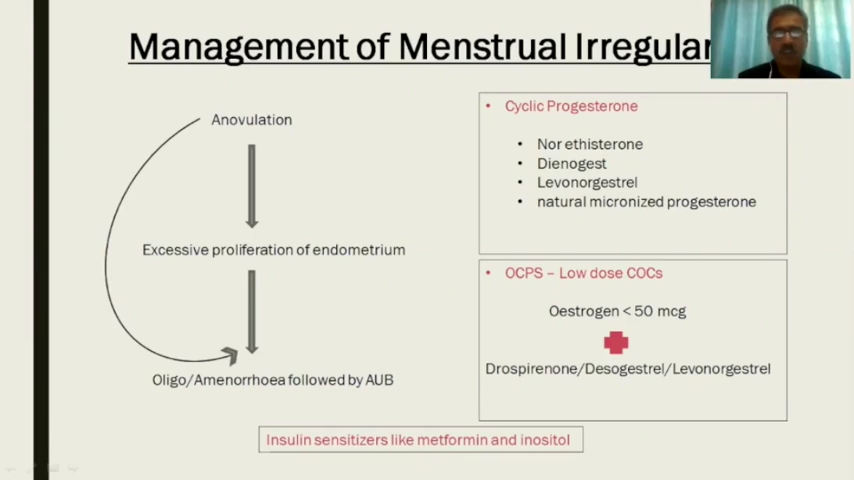 Management of Menstrual Irregular
Anovulation
Excessive proliferation of endometrium
Oligo/Amenorrhoea followed by AUB
• Cyclic Progesterone
• Nor ethisterone
• Dienogest
• Levonorgestrel
• natural micronized progesterone
• OCPS – Low dose COCs
Oestrogen < 50 mcg
Drospirenone/Desogestrel/Levonorgestrel
Insulin sensitizers like metformin and inositol